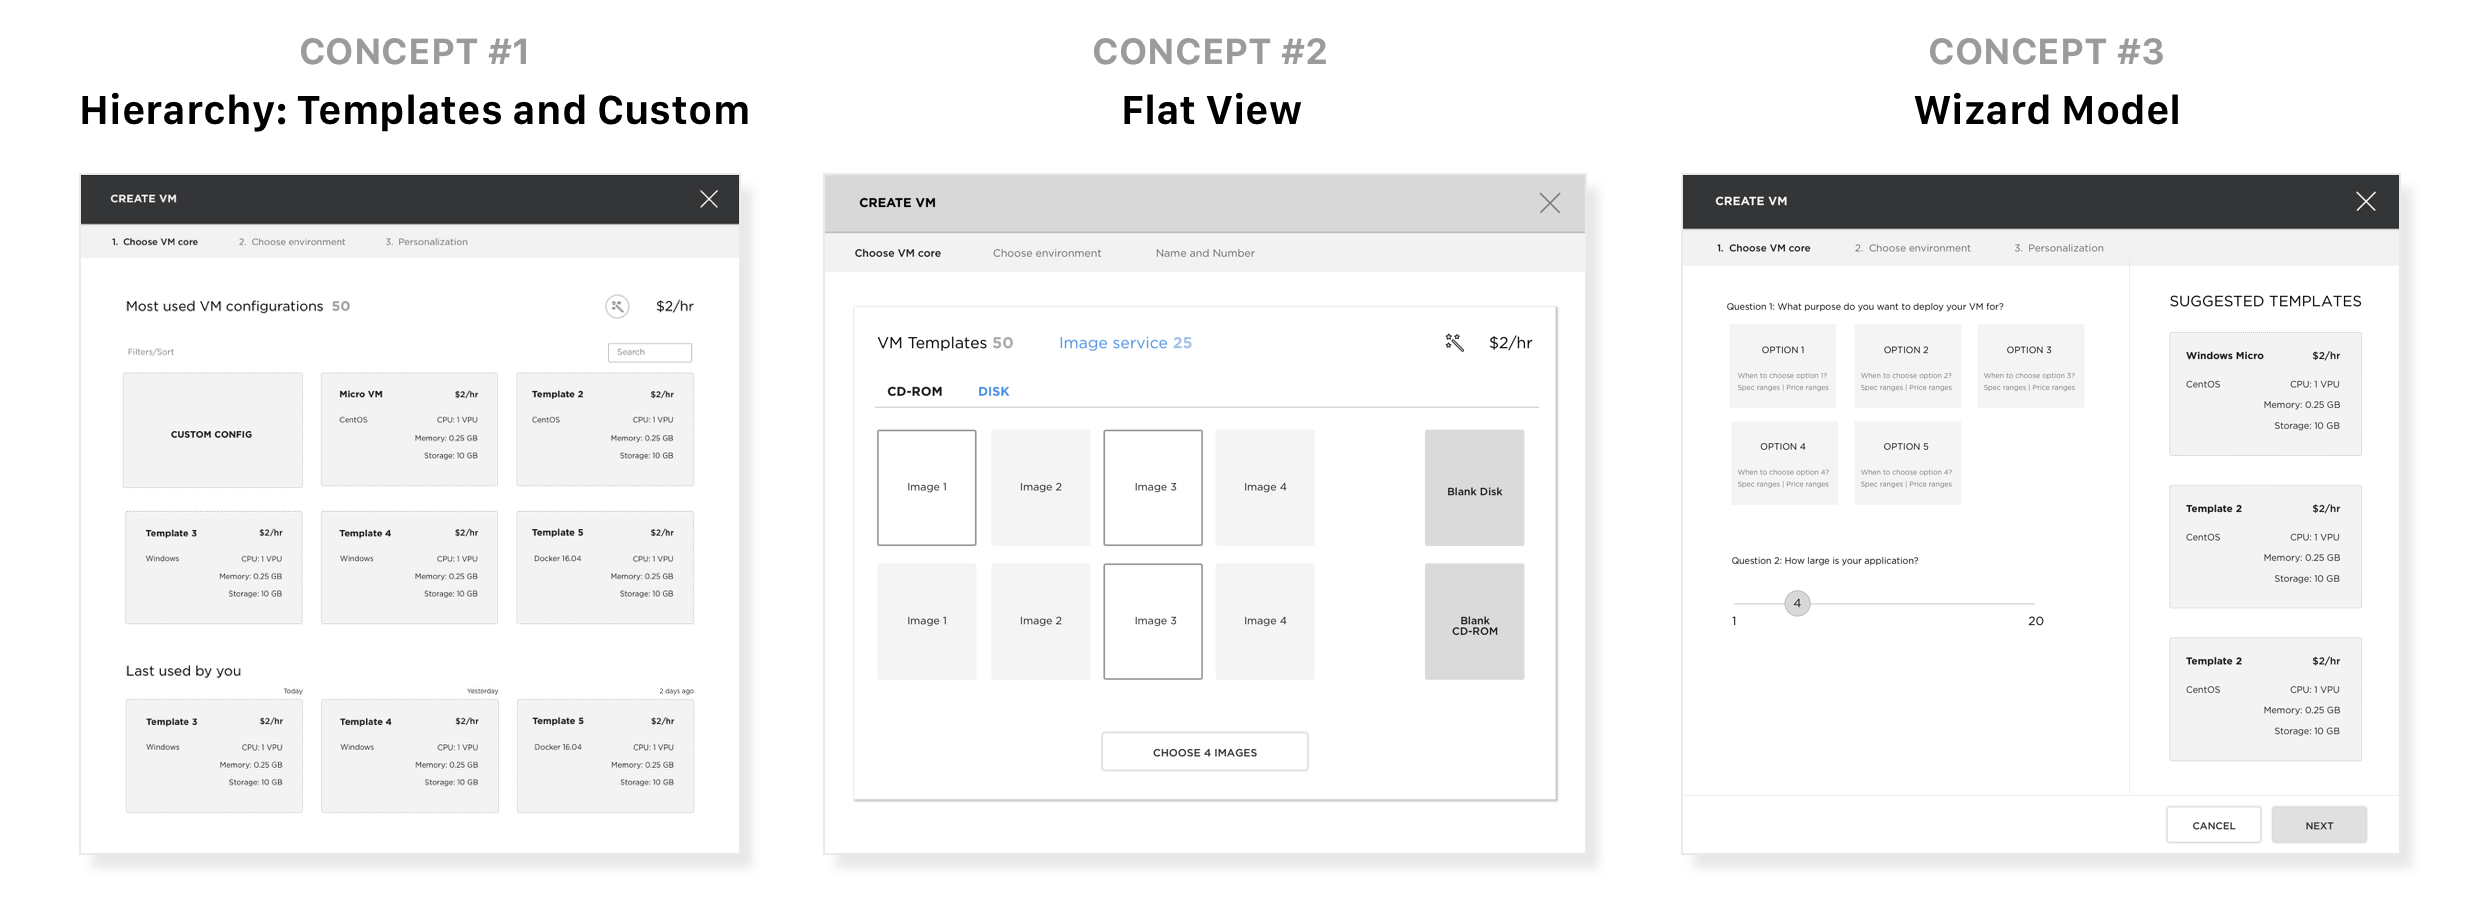 CONCEPT #1
Hierarchy: Templates and Custom
CREATE VM
1. Choose VM core 2. Choose environment 3. Personalization
Most used VM configurations 50 $2/hr
Filters/Sort Search
CUSTOM CONFIG
Micro VM $2/hr
CentOS CPU: 1 VPU
Memory: 0.25 GB
Storage: 10 GB
Template 2 $2/hr
CentOS CPU: 1 VPU
Memory: 0.25 GB
Storage: 10 GB
Template 3 $2/hr
Windows CPU: 1 VPU
Memory: 0.25 GB
Storage: 10 GB
Template 4 $2/hr
Windows CPU: 1 VPU
Memory: 0.25 GB
Storage: 10 GB
Template 5 $2/hr
Docker 16.04 CPU: 1 VPU
Memory: 0.25 GB
Storage: 10 GB
Last used by you
Today
Template 3 $2/hr
Windows CPU: 1 VPU
Memory: 0.25 GB
Storage: 10 GB
Yesterday
Template 4 $2/hr
Windows CPU: 1 VPU
Memory: 0.25 GB
Storage: 10 GB
2 days ago
Template 5 $2/hr
Docker 16.04 CPU: 1 VPU
Memory: 0.25 GB
Storage: 10 GB
CONCEPT #2
Flat View
CREATE VM
Choose VM core Choose environment Name and Number
VM Templates 50 Image service 25 $2/hr
CD-ROM DISK
Image 1 Image 2 Image 3 Image 4 Blank Disk
Image 1 Image 2 Image 3 Image 4 Blank
CD-ROM
CHOOSE 4 IMAGES
CONCEPT #3
Wizard Model
CREATE VM
1. Choose VM core 2. Choose environment 3. Personalization
Question 1: What purpose do you want to deploy your VM for?
OPTION 1
When to choose option 1?
Spec ranges | Price ranges
OPTION 2
When to choose option 2?
Spec ranges | Price ranges
OPTION 3
When to choose option 3?
Spec ranges | Price ranges
OPTION 4
When to choose option 4?
Spec ranges | Price ranges
OPTION 5
When to choose option 4?
Spec ranges | Price ranges
Question 2: How large is your application?
4
1 20
SUGGESTED TEMPLATES
Windows Micro $2/hr
CentOS CPU: 1 VPU
Memory: 0.25 GB
Storage: 10 GB
Template 2 $2/hr
CentOS CPU: 1 VPU
Memory: 0.25 GB
Storage: 10 GB
Template 2 $2/hr
CentOS CPU: 1 VPU
Memory: 0.25 GB
Storage: 10 GB
CANCEL NEXT